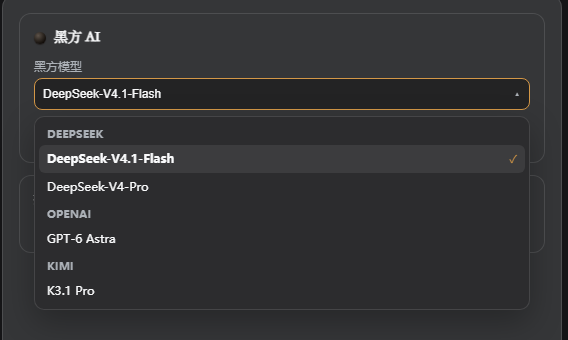 黑方 AI
黑方模型
DeepSeek-V4.1-Flash
DEEPSEEK
DeepSeek-V4.1-Flash
DeepSeek-V4-Pro
OPENAI
GPT-6 Astra
KIMI
K3.1 Pro